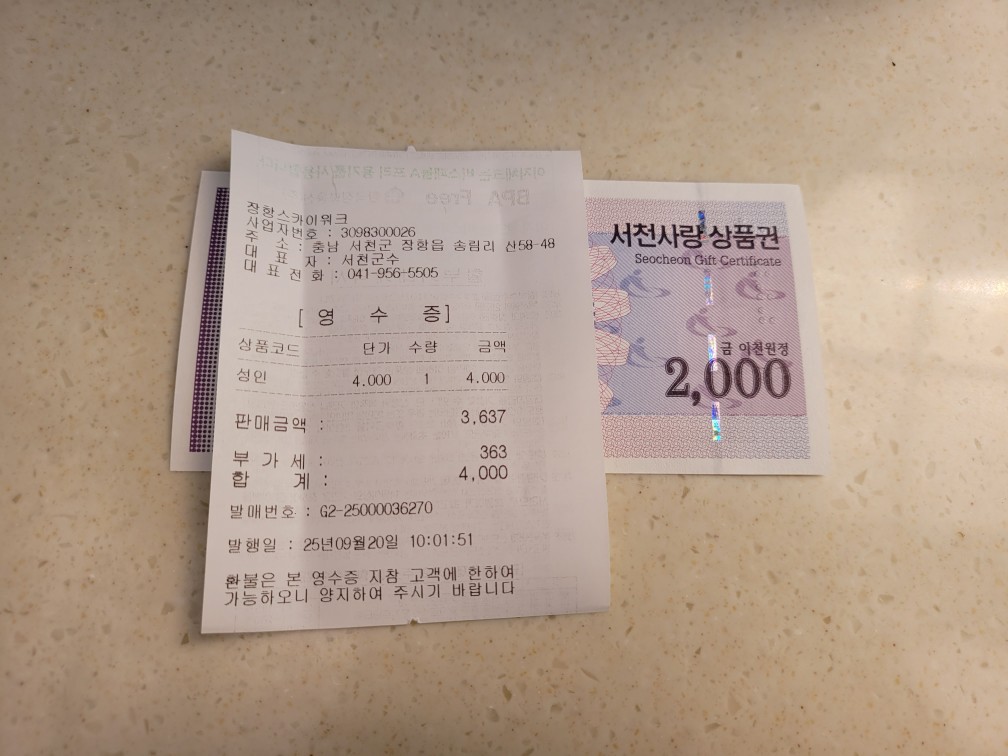 BPA Free
장항스카이워크
사업자번호 : 3098300026
주 소 : 충남 서천군 장항읍 송림리 산58-48
대 표 자 : 서천군수
대 표 전 화 : 041-956-5505
[ 영 수 증]
상품코드 단가 수량 금액
성인 4.000 1 4.000
판매금액 : 3,637
부 가 세 : 363
합 계 : 4,000
발매번호 : G2-25000036270
발행일 : 25년09월20일 10:01:51
환불은 본 영수증 지참 고객에 한하여
가능하오니 양지하여 주시기 바랍니다
서천사랑 상품권
Seocheon Gift Certificate
금 이천원정
2,000